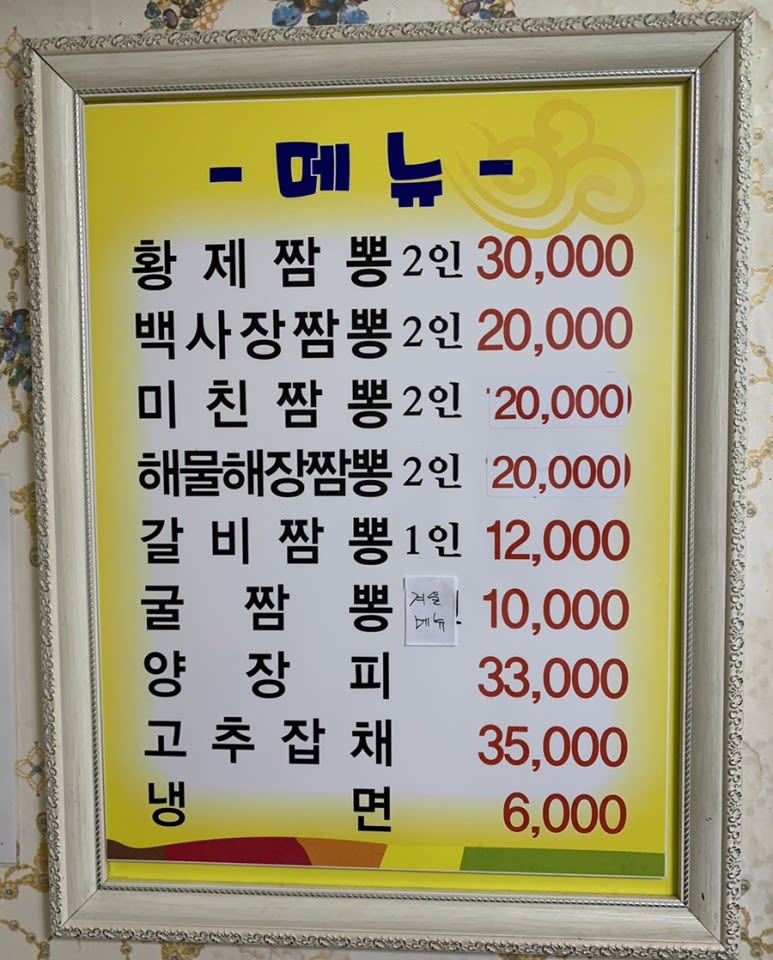 - 메뉴 -
황제짬뽕 2인 30,000
백사장짬뽕 2인 20,000
미친짬뽕 2인 20,000
해물해장짬뽕 2인 20,000
갈비짬뽕 1인 12,000
굴짬뽕 겨울 메뉴! 10,000
양장피 33,000
고추잡채 35,000
냉면 6,000